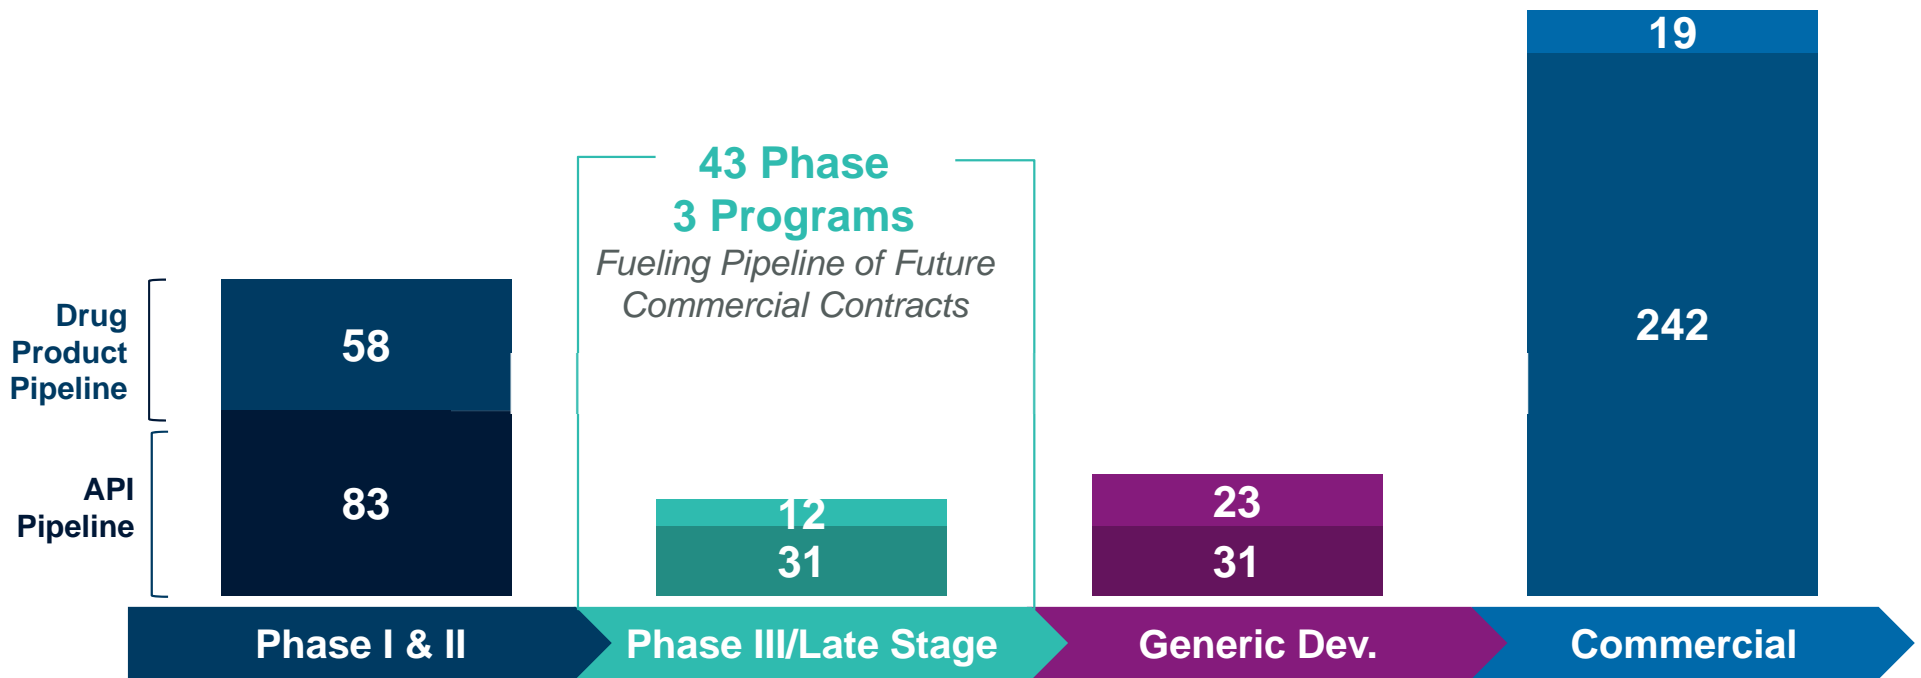 19
43 Phase
3 Programs
Fueling Pipeline of Future
Commercial Contracts
Drug
Product
Pipeline
58
242
API
Pipeline
83
12
31
23
31
Phase I & II
Phase III/Late Stage
Generic Dev.
Commercial